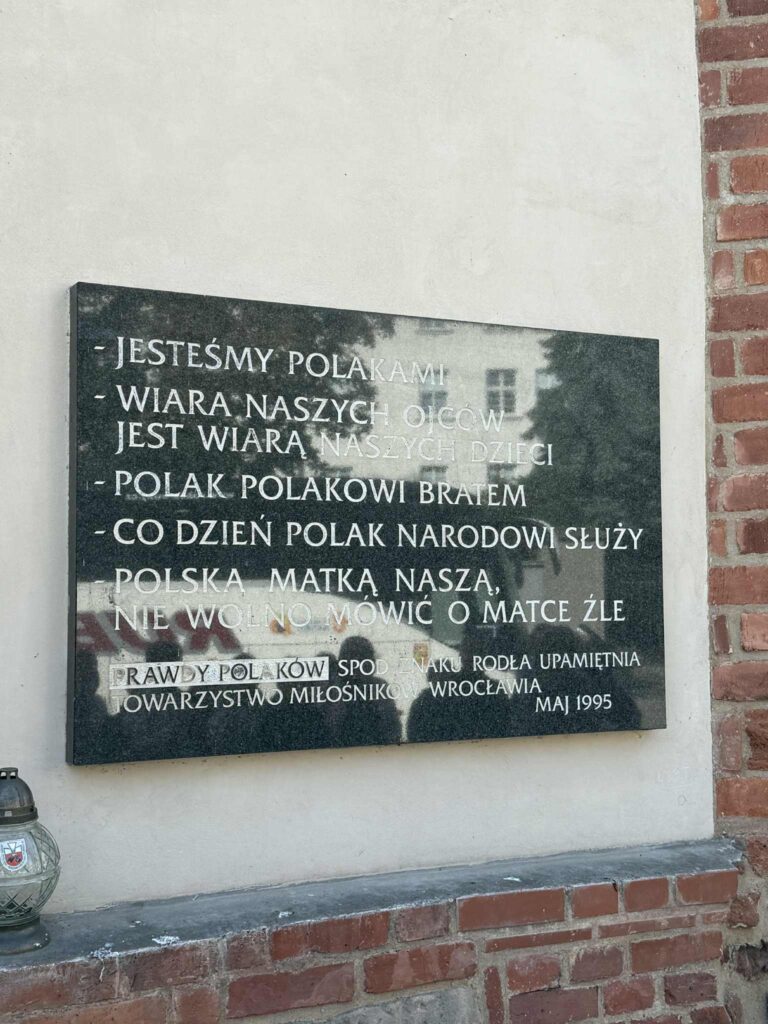 - JESTEŚMY POLAKAMI
- WIARA NASZYCH OJCÓW
JEST WIARĄ NASZYCH DZIECI
- POLAK POLAKOWI BRATEM
- CO DZIEŃ POLAK NARODOWI SŁUŻY
- POLSKA MATKĄ NASZĄ,
NIE WOLNO MÓWIĆ O MATCE ŹLE
PRAWDY POLAKÓW SPOD ZNAKU RODŁA UPAMIĘTNIA
TOWARZYSTWO MIŁOŚNIKÓW WROCŁAWIA
MAJ 1995